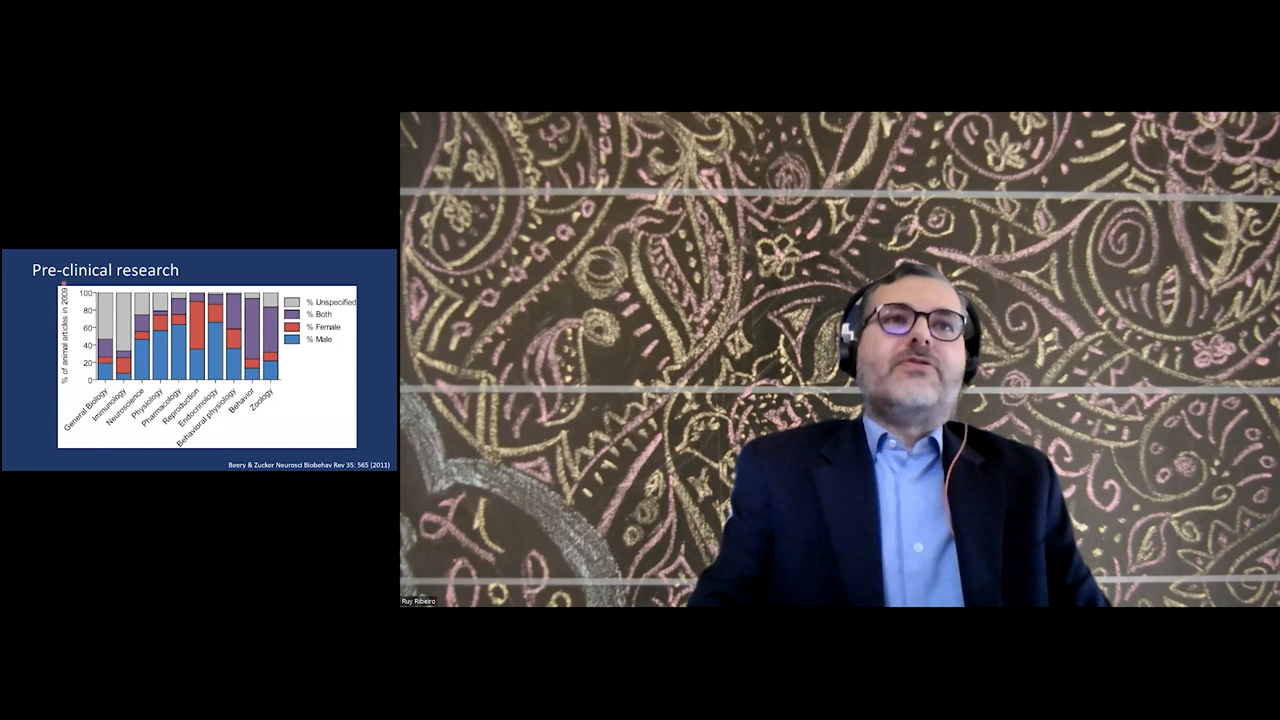 Pre-clinical research
% of animal articles in 2009
100
80
60
40
20
0
% Unspecified
% Both
% Female
% Male
General Biology
Immunology
Neuroscience
Physiology
Pharmacology
Reproduction
Endocrinology
Behavioral physiology
Behavior
Zoology
Beery & Zucker Neurosci Biobehav Rev 35: 565 (2011)
Ruy Ribeiro